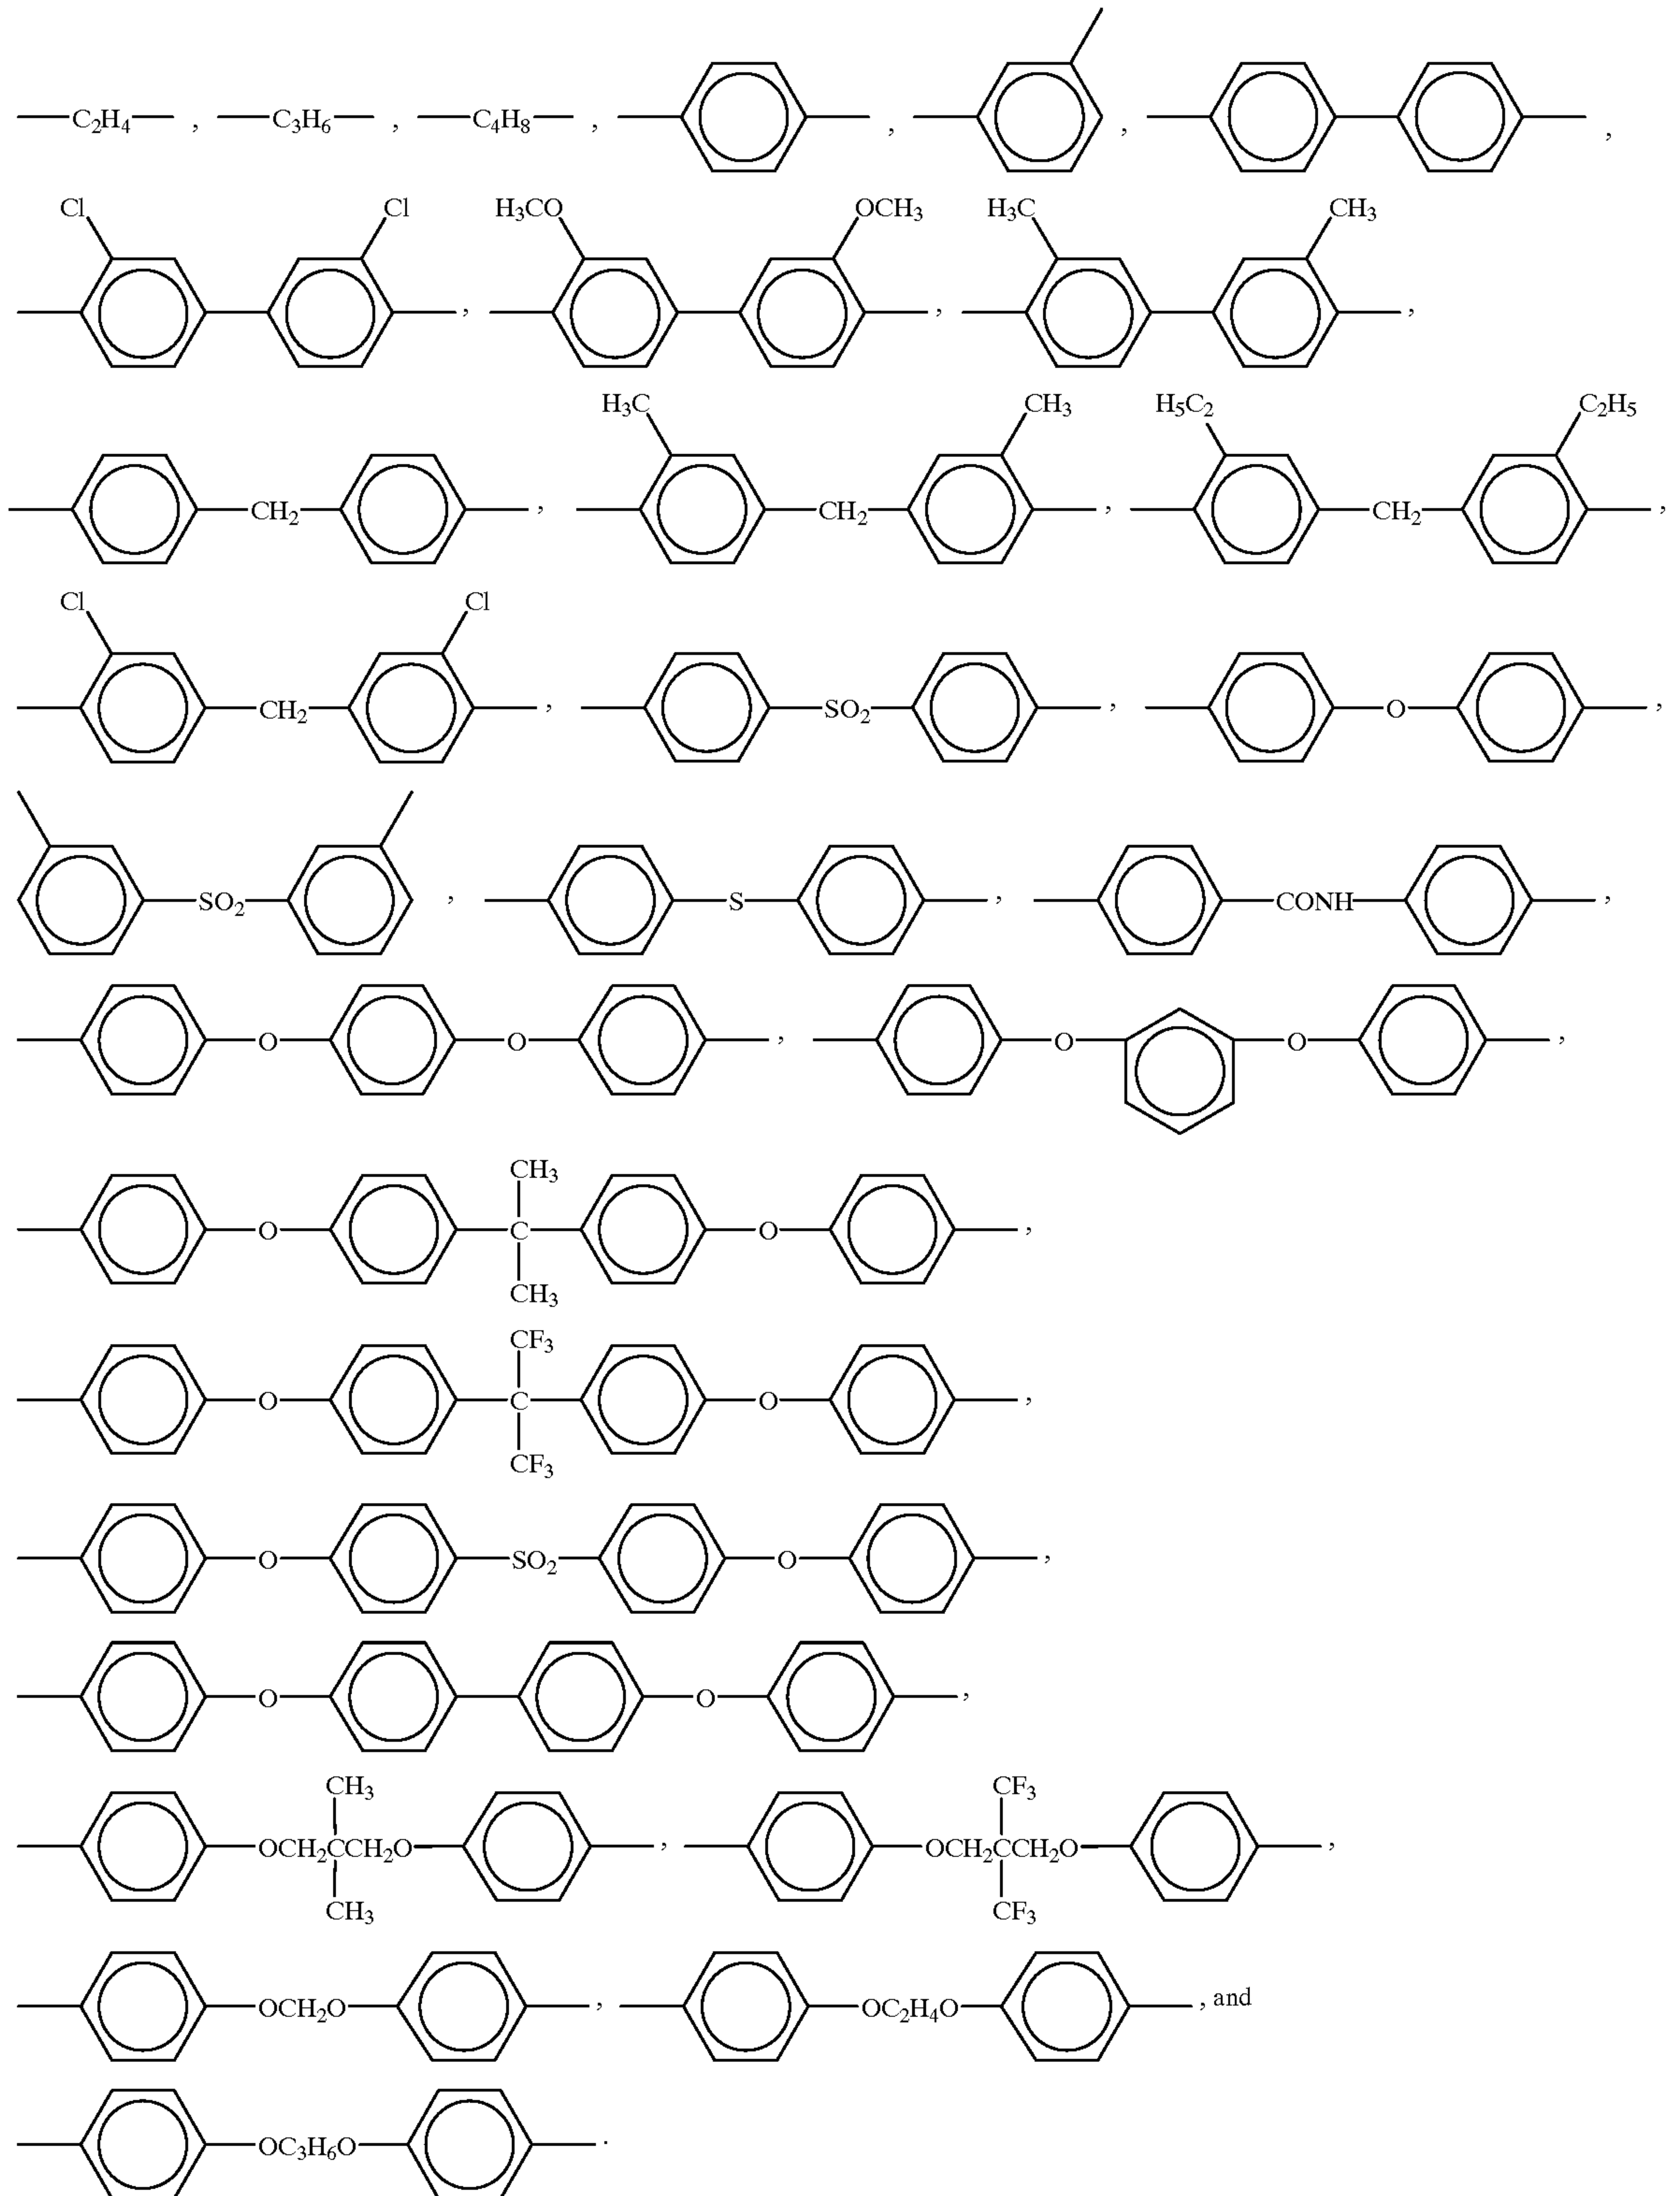 C₂H₄ , C₃H₆ , C₄H₈ , , , ,
Cl Cl H₃CO OCH₃ H₃C CH₃
, , ,
H₃C CH₃ H₅C₂ C₂H₅
CH₂ , CH₂ , CH₂ ,
Cl Cl
CH₂ , SO₂ , O ,
SO₂ , S , CONH ,
O O , O O ,
CH₃
O C O ,
CH₃
CF₃
O C O ,
CF₃
O SO₂ O ,
O O ,
CH₃ CF₃
OCH₂CCH₂O , OCH₂CCH₂O ,
CH₃ CF₃
OCH₂O , OC₂H₄O , and
OC₃H₆O .